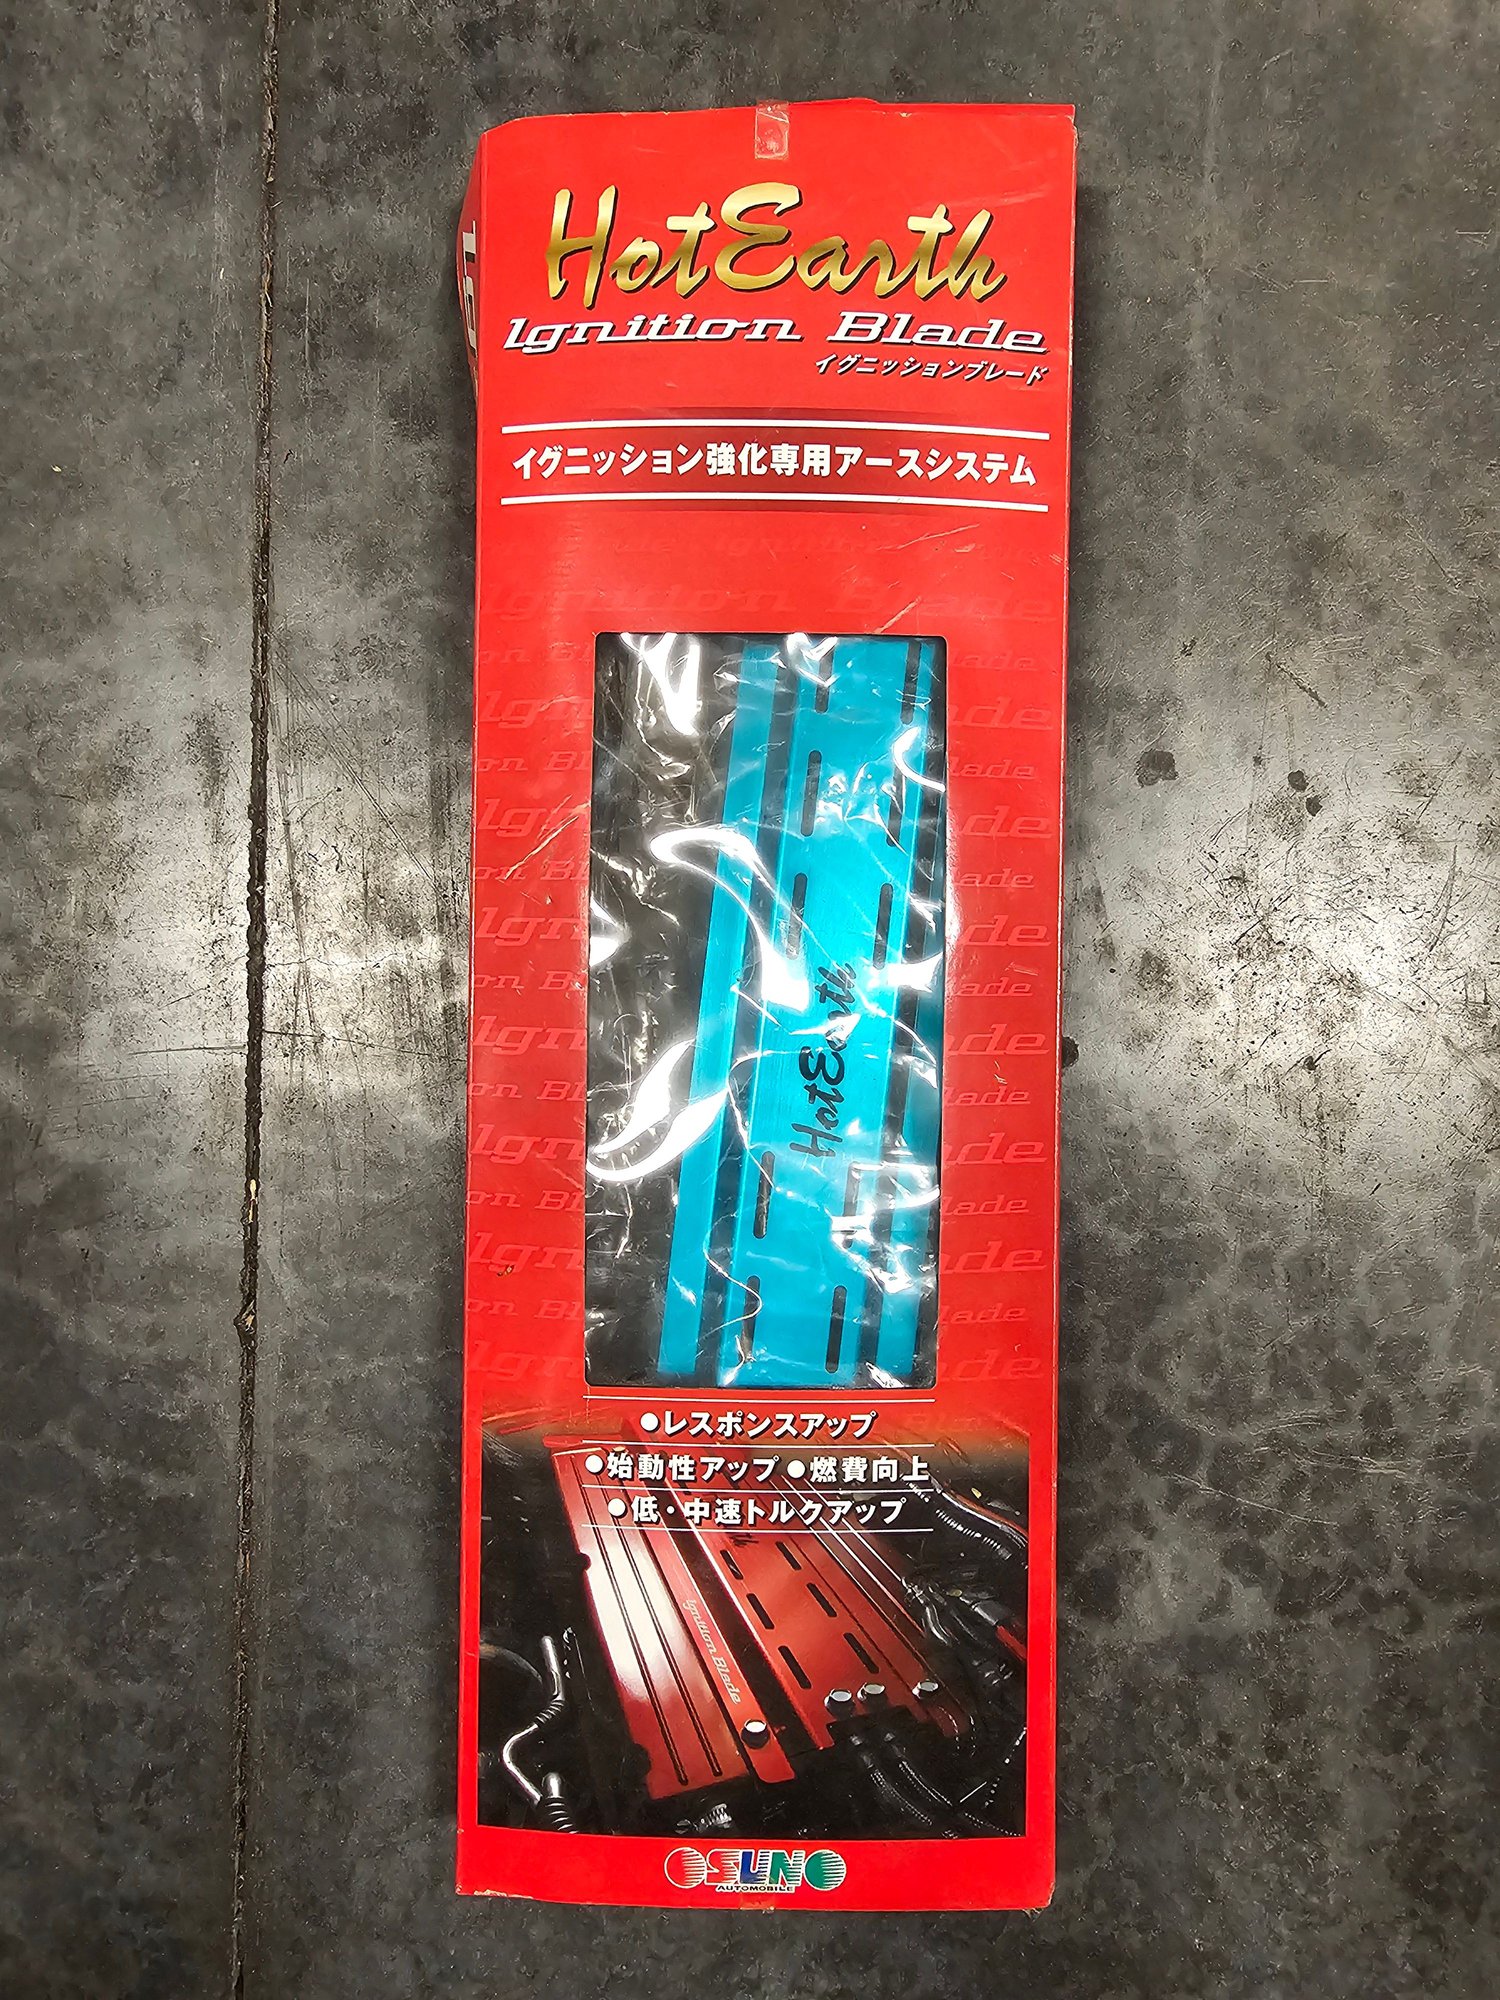 HotEarth
Ignition Blade
イグニッションブレード
イグニッション強化専用アースシステム
HotEarth
●レスポンスアップ
●始動性アップ ●燃費向上
●低・中速トルクアップ
Ignition Blade
OSUNO
AUTOMOBILE